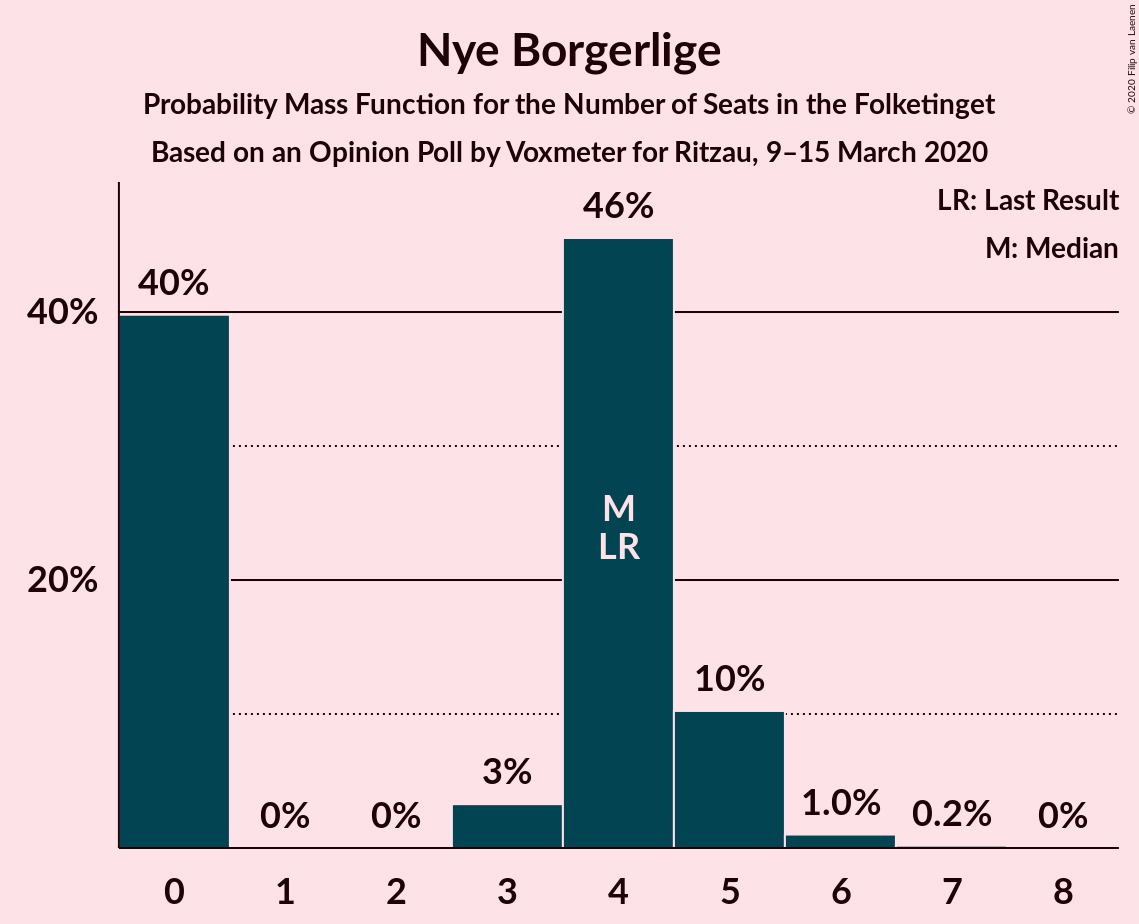 Nye Borgerlige
Probability Mass Function for the Number of Seats in the Folketinget
Based on an Opinion Poll by Voxmeter for Ritzau, 9–15 March 2020
© 2020 Filip van Laenen
LR: Last Result
M: Median
40%
20%
40%
0%
0%
3%
46%
M
LR
10%
1.0%
0.2%
0%
0 1 2 3 4 5 6 7 8